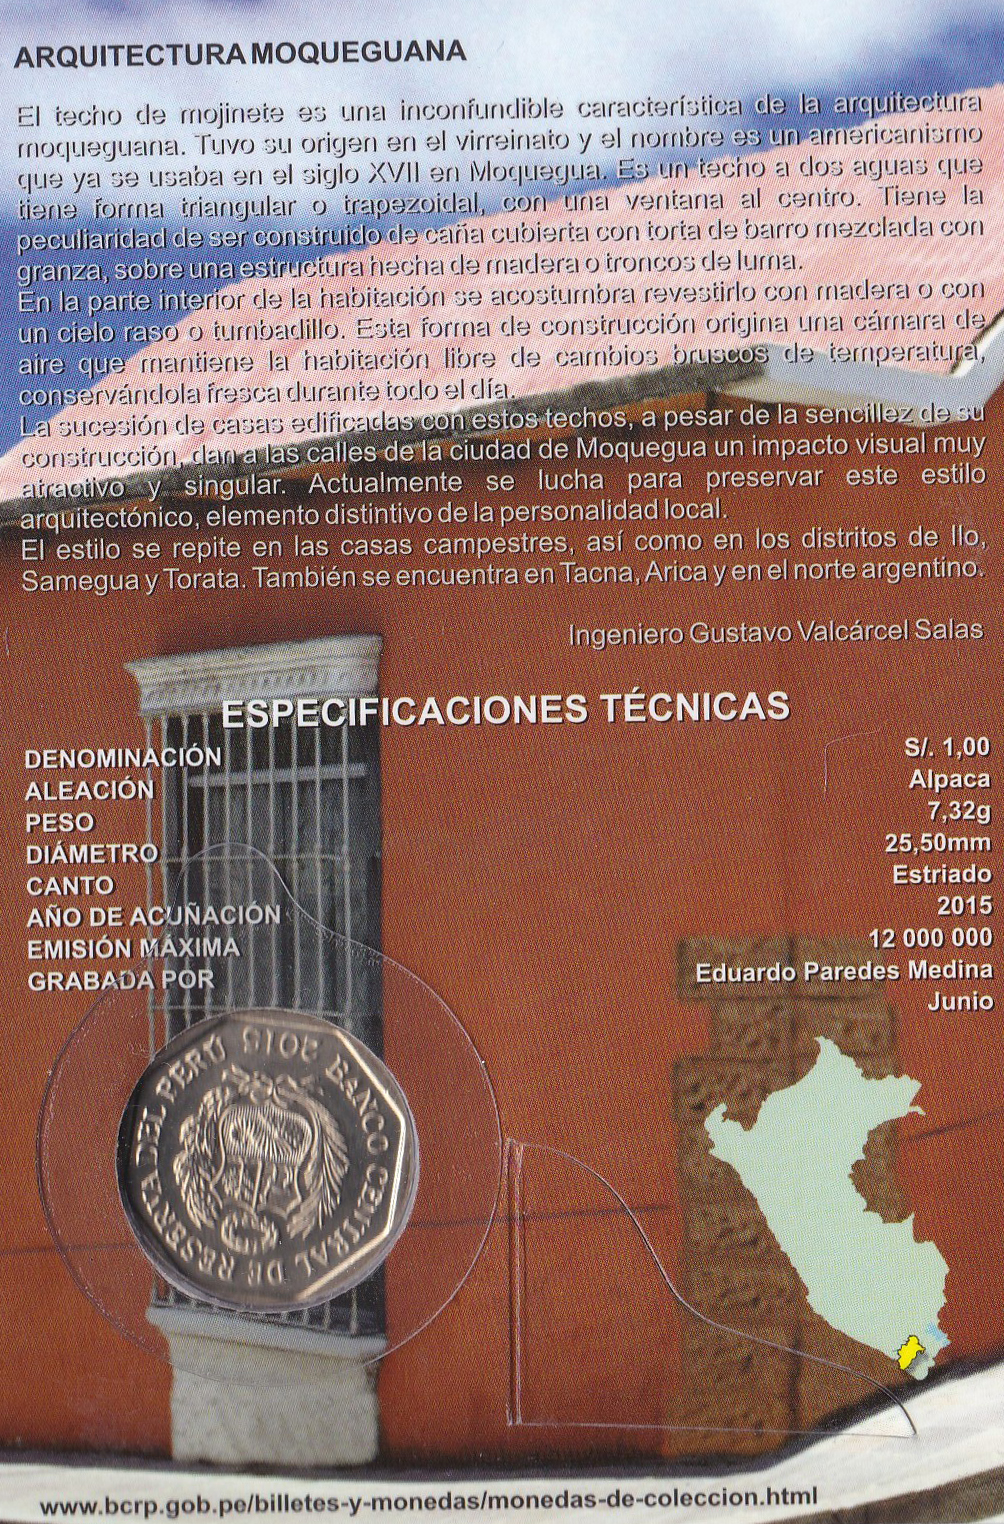 ARQUITECTURA MOQUEGUANA
El techo de mojinete es una inconfundible característica de la arquitectura
moqueguana. Tuvo su origen en el virreinato y el nombre es un americanismo
que ya se usaba en el siglo XVII en Moquegua. Es un techo a dos aguas que
tiene forma triangular o trapezoidal, con una ventana al centro. Tiene la
peculiaridad de ser construido de caña cubierta con torta de barro mezclada con
granza, sobre una estructura hecha de madera o troncos de luma.
En la parte interior de la habitación se acostumbra revestirlo con madera o con
un cielo raso o tumbadillo. Esta forma de construcción origina una cámara de
aire que mantiene la habitación libre de cambios bruscos de temperatura,
conservándola fresca durante todo el día.
La sucesión de casas edificadas con estos techos, a pesar de la sencillez de su
construcción, dan a las calles de la ciudad de Moquegua un impacto visual muy
atractivo y singular. Actualmente se lucha para preservar este estilo
arquitectónico, elemento distintivo de la personalidad local.
El estilo se repite en las casas campestres, así como en los distritos de Ilo,
Samegua y Torata. También se encuentra en Tacna, Arica y en el norte argentino.
Ingeniero Gustavo Valcárcel Salas
ESPECIFICACIONES TÉCNICAS
DENOMINACIÓN S/. 1,00
ALEACIÓN Alpaca
PESO 7,32g
DIÁMETRO 25,50mm
CANTO Estriado
AÑO DE ACUÑACIÓN 2015
EMISIÓN MÁXIMA 12 000 000
GRABADA POR Eduardo Paredes Medina
Junio
BANCO CENTRAL DE RESERVA DEL PERÚ
2015
www.bcrp.gob.pe/billetes-y-monedas/monedas-de-coleccion.html